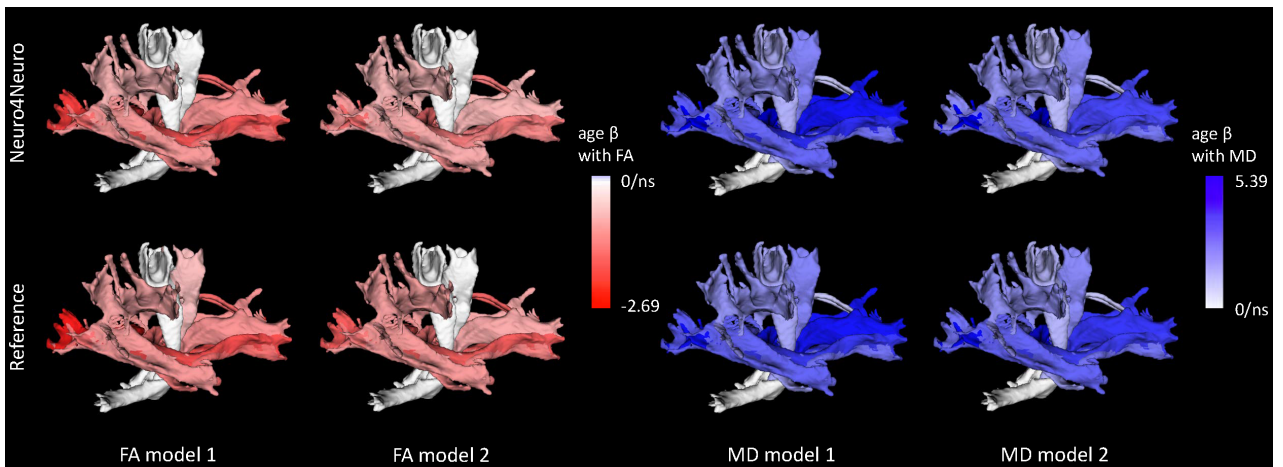 Neuro4Neuro
age β
with FA
0/ns
-2.69
age β
with MD
5.39
0/ns
Reference
FA model 1
FA model 2
MD model 1
MD model 2